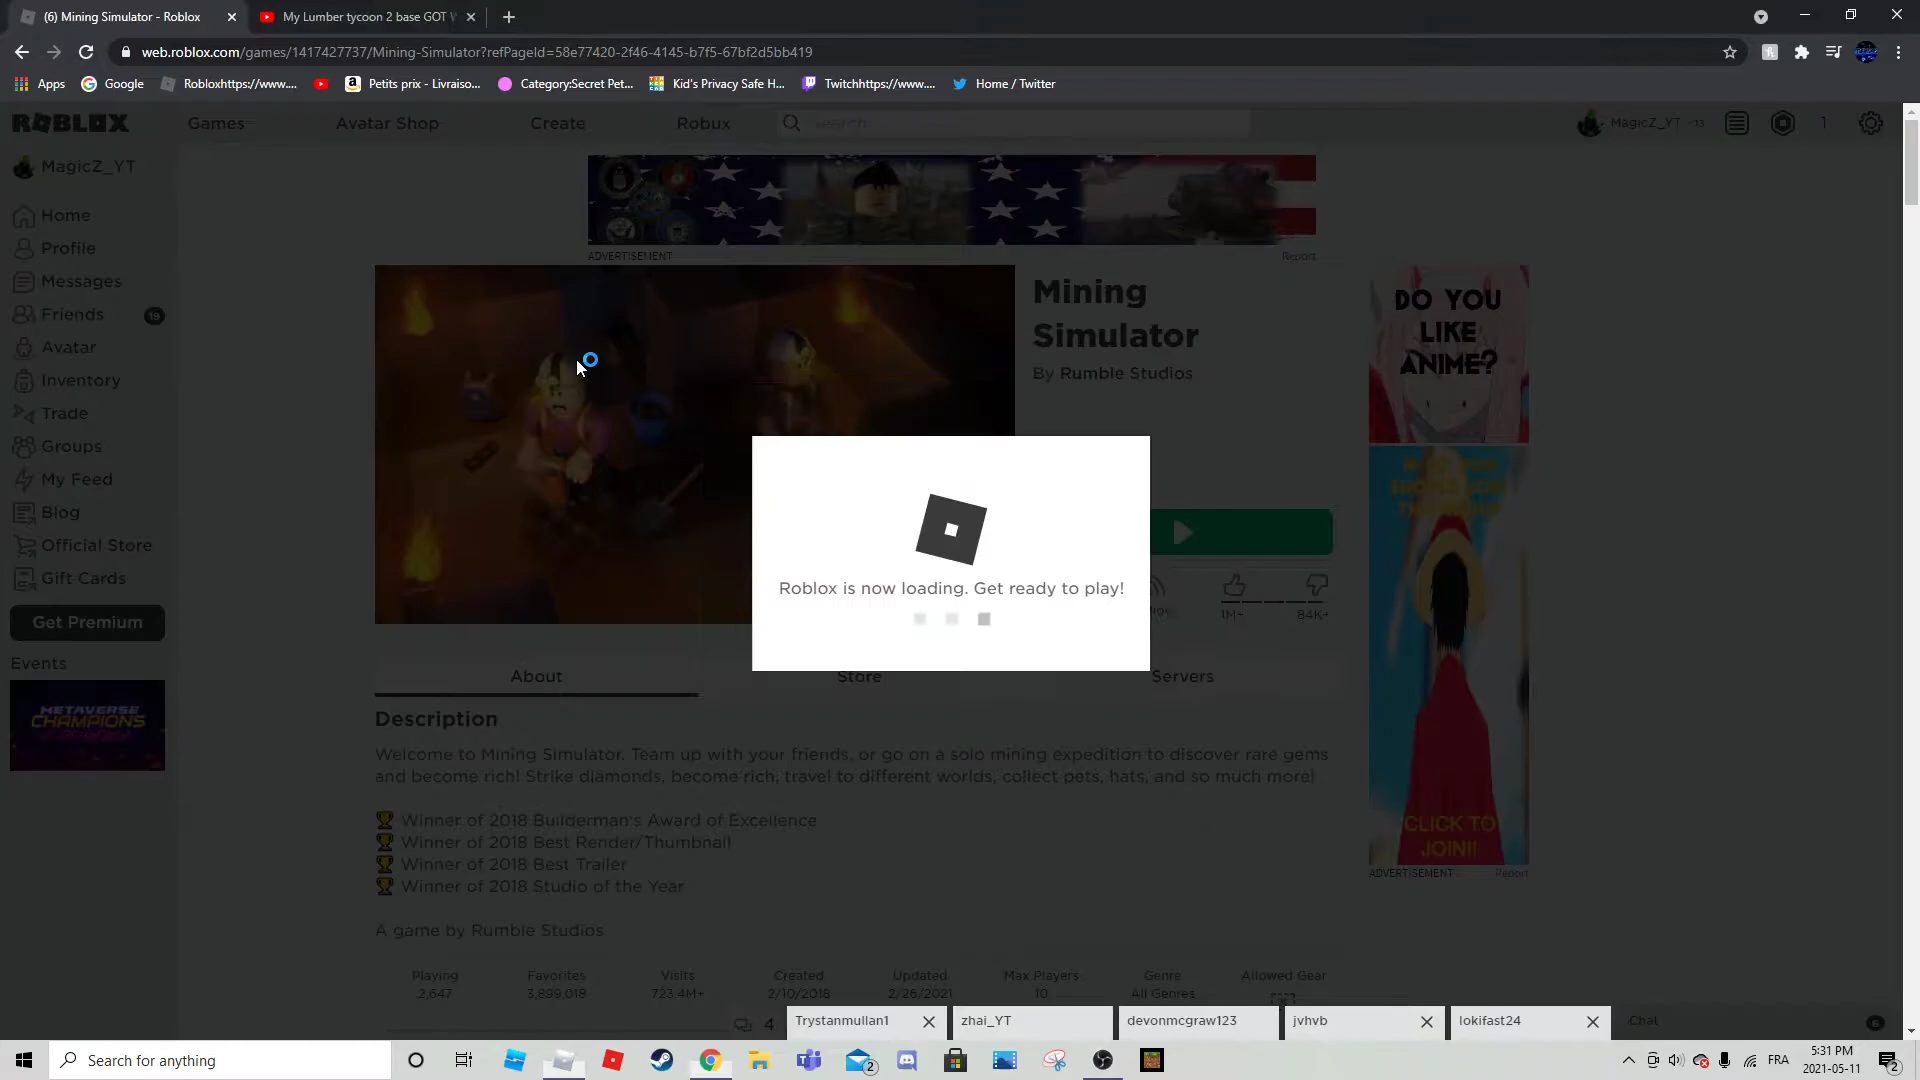 (6) Mining Simulator - Roblox
My Lumber tycoon 2 base GOT
web.roblox.com/games/1417427737/Mining-Simulator?refPageId=58e77420-2f46-4145-b7f5-67bf2d5bb419
Apps
Google
Robloxhttps://www....
Petits prix - Livraiso...
Category:Secret Pet...
Kid's Privacy Safe H...
Twitchhttps://www....
Home / Twitter
ROBLOX
Games
Avatar Shop
Create
Robux
Search
MagicZ_YT
13
1
MagicZ_YT
Home
Profile
Messages
Friends
19
Avatar
Inventory
Trade
Groups
My Feed
Blog
Official Store
Gift Cards
Get Premium
Events
METAVERSE
CHAMPIONS
ADVERTISEMENT
Report
Mining
Simulator
By Rumble Studios
DO YOU
LIKE
ANIME?
Roblox is now loading. Get ready to play!
1M+
84K+
CLICK TO
JOIN!!
ADVERTISEMENT
Report
About
Store
Servers
Description
Welcome to Mining Simulator. Team up with your friends, or go on a solo mining expedition to discover rare gems
and become rich! Strike diamonds, become rich, travel to different worlds, collect pets, hats, and so much more!
Winner of 2018 Builderman's Award of Excellence
Winner of 2018 Best Render/Thumbnail
Winner of 2018 Best Trailer
Winner of 2018 Studio of the Year
A game by Rumble Studios
Playing
Favorites
Visits
Created
Updated
Max Players
Genre
Allowed Gear
2,647
3,899,018
723.4M+
2/10/2018
2/26/2021
10
All Genres
4
Trystanmullan1
zhai_YT
devonmcgraw123
jvhvb
lokifast24
Chat
6
Search for anything
2
FRA
5:31 PM
2021-05-11
2